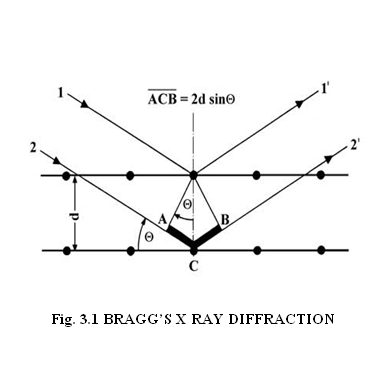 1
1'
ACB = 2d sinΘ
2
2'
Θ
A
B
d
Θ
C
Fig. 3.1 BRAGG'S X RAY DIFFRACTION